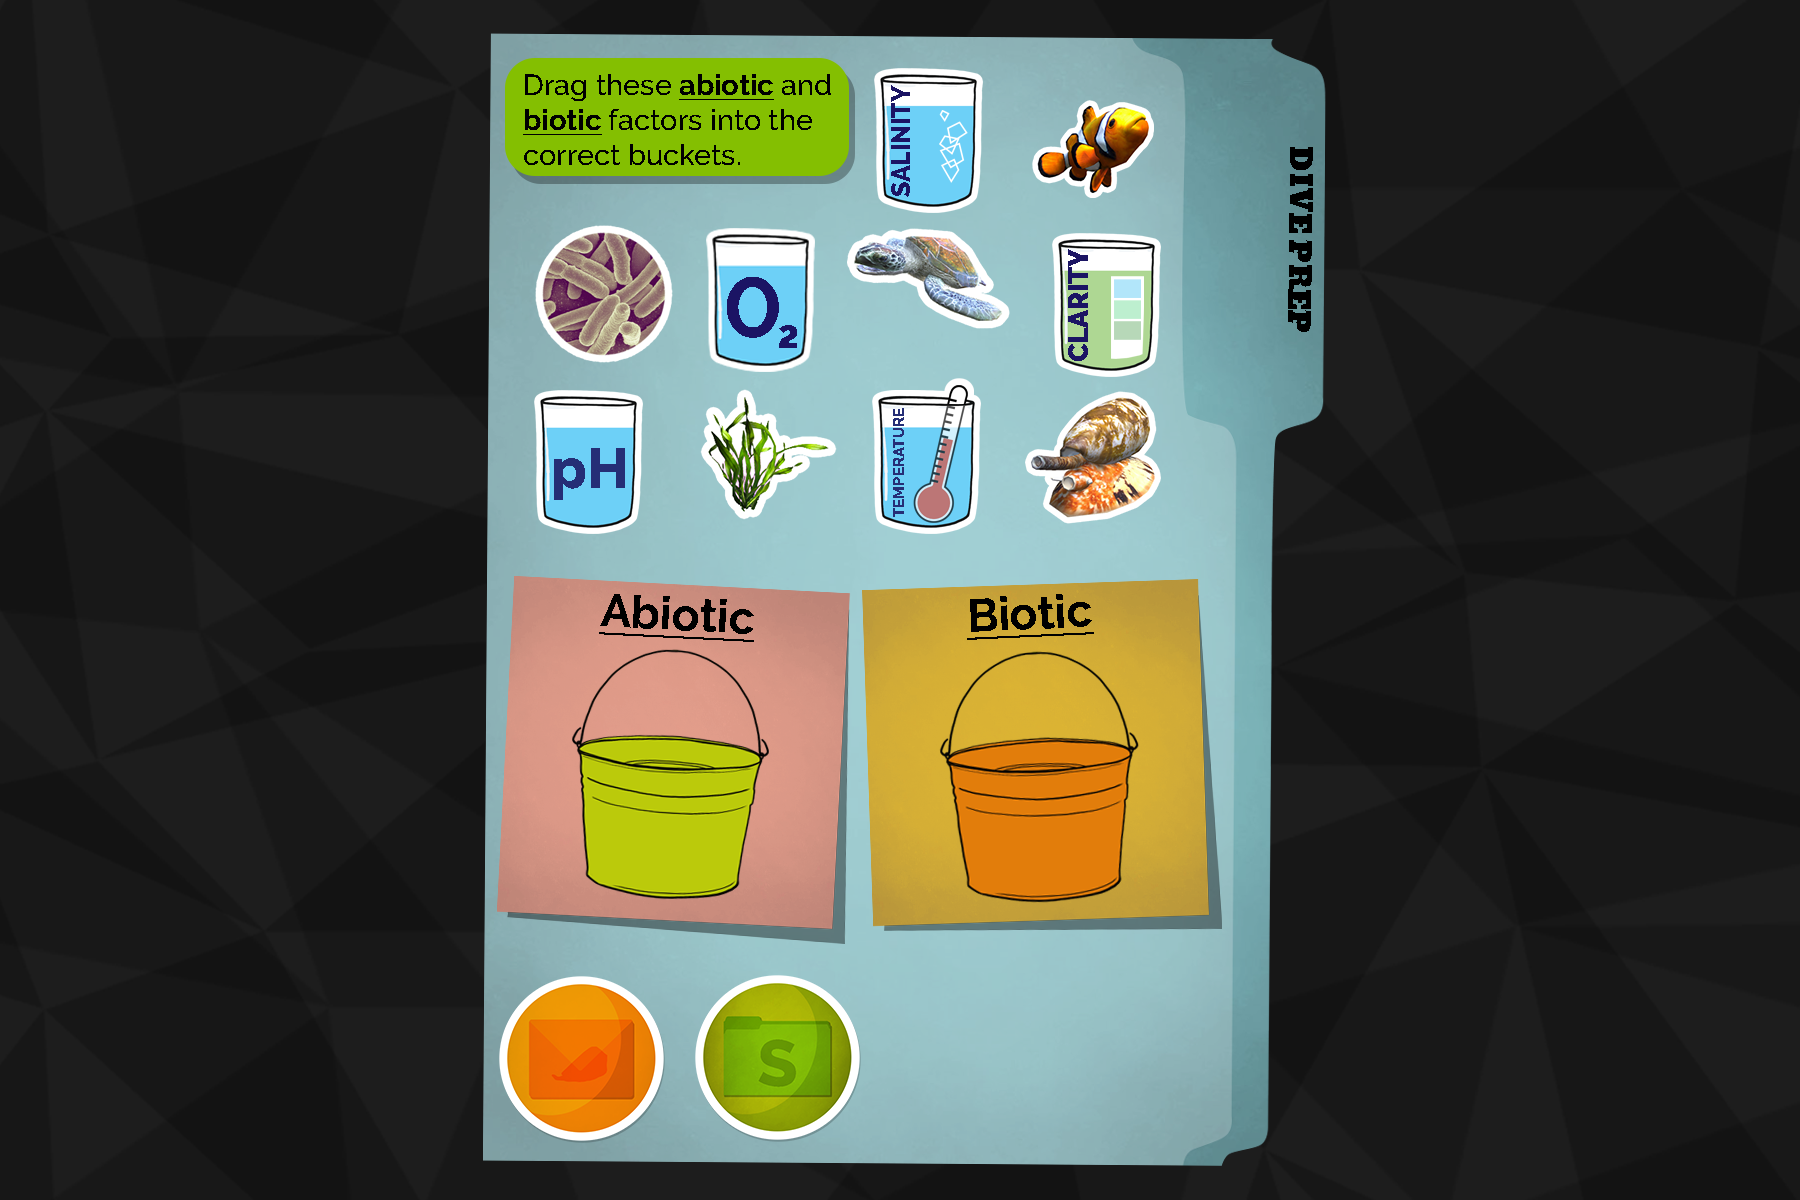 Drag these abiotic and
biotic factors into the
correct buckets.
SALINITY
DIVE PREP
O₂
CLARITY
pH
TEMPERATURE
Abiotic
Biotic
S